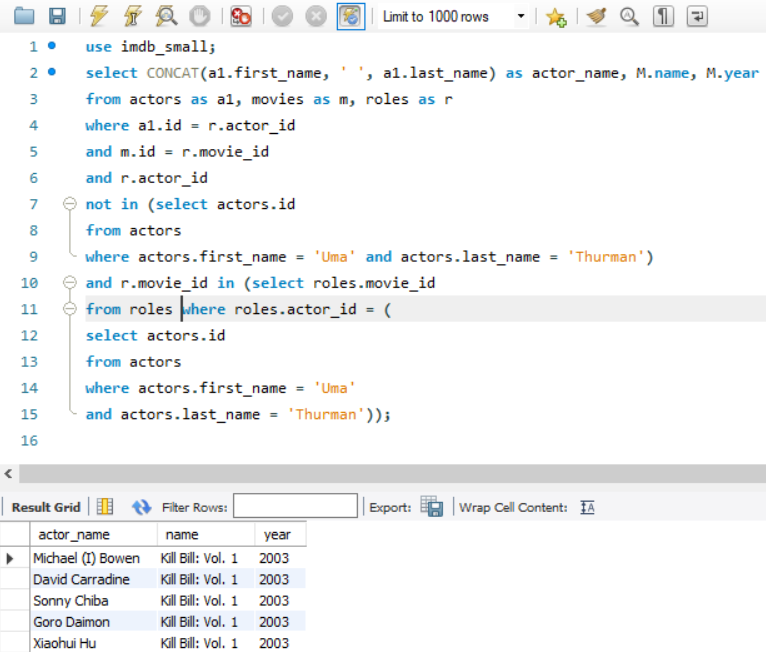 Limit to 1000 rows
1 use imdb_small;
2 select CONCAT(a1.first_name, ' ', a1.last_name) as actor_name, M.name, M.year
3 from actors as a1, movies as m, roles as r
4 where a1.id = r.actor_id
5 and m.id = r.movie_id
6 and r.actor_id
7 not in (select actors.id
8 from actors
9 where actors.first_name = 'Uma' and actors.last_name = 'Thurman')
10 and r.movie_id in (select roles.movie_id
11 from roles where roles.actor_id = (
12 select actors.id
13 from actors
14 where actors.first_name = 'Uma'
15 and actors.last_name = 'Thurman'));
16
Result Grid Filter Rows: Export: Wrap Cell Content: IA
actor_name name year
Michael (I) Bowen Kill Bill: Vol. 1 2003
David Carradine Kill Bill: Vol. 1 2003
Sonny Chiba Kill Bill: Vol. 1 2003
Goro Daimon Kill Bill: Vol. 1 2003
Xiaohui Hu Kill Bill: Vol. 1 2003